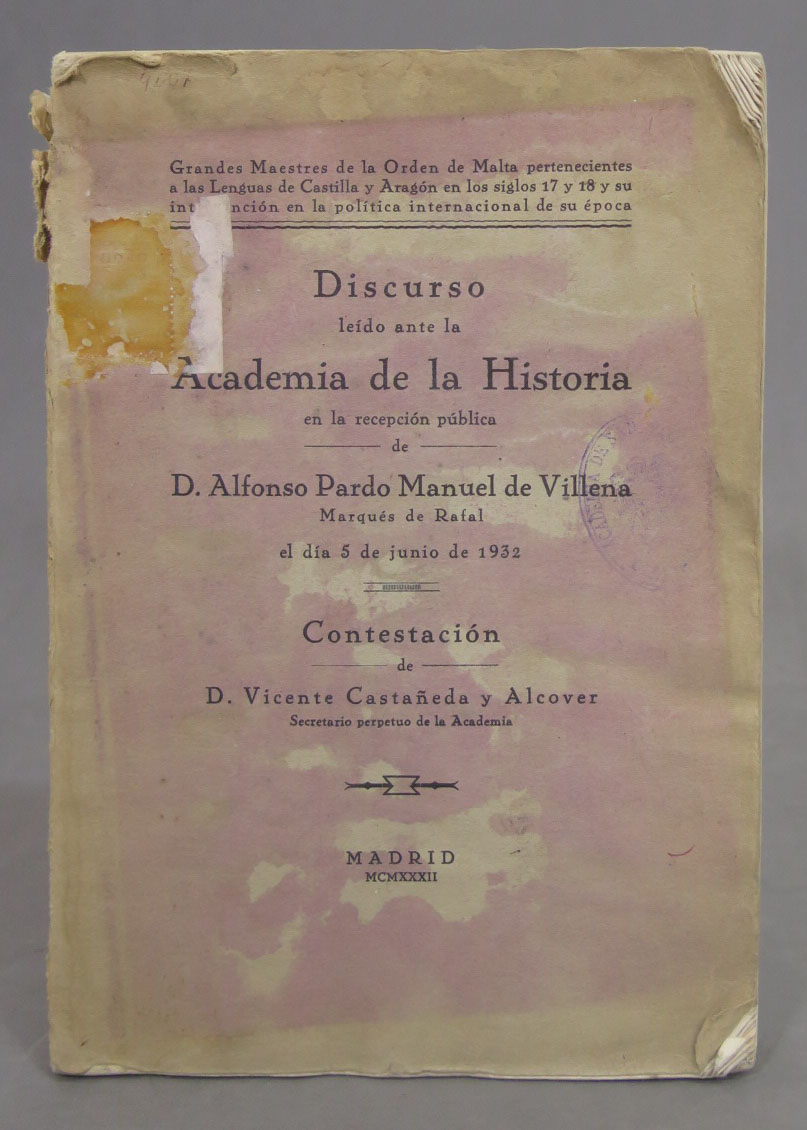 Grandes Maestres de la Orden de Malta pertenecientes
a las Lenguas de Castilla y Aragón en los siglos 17 y 18 y su
en la política internacional de su época
Discurso
leído ante la
Academia de la Historia
en la recepción pública
de
D. Alfonso Pardo Manuel de Villena
Marqués de Rafal
el día 5 de junio de 1932
Contestación
de
D. Vicente Castañeda y Alcover
Secretario perpetuo de la Academia
MADRID
MCMXXXII